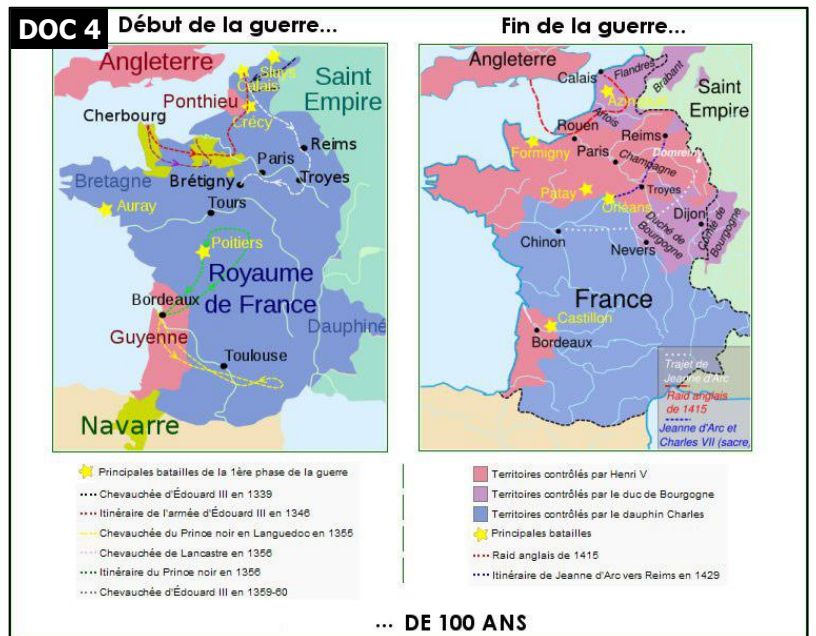 DOC 4
Début de la guerre...
Angleterre
Sluys
Calais
Saint
Empire
Ponthieu
Crécy
Cherbourg
Reims
Paris
Bretagne
Brétigny
Troyes
Auray
Tours
Poitiers
Royaume
de France
Bordeaux
Guyenne
Dauphiné
Toulouse
Navarre
Principales batailles de la 1ère phase de la guerre
Chevauchée d'Édouard III en 1339
Itinéraire de l'armée d'Édouard III en 1346
Chevauchée du Prince noir en Languedoc en 1355
Chevauchée de Lancastre en 1356
Itinéraire du Prince noir en 1356
Chevauchée d'Édouard III en 1359-60
Fin de la guerre...
Angleterre
Calais
Flandres
Brabant
Saint
Empire
Azincourt
Artois
Rouen
Reims
Formigny
Paris
Champagne
Domrémy
Patay
Troyes
Orléans
Dijon
Chinon
Duché de
Bourgogne
Comté de
Bourgogne
Nevers
France
Castillon
Bordeaux
Trajet de
Jeanne d'Arc
Raid anglais
de 1415
Jeanne d'Arc et
Charles VII (sacre,
Territoires contrôlés par Henri V
Territoires contrôlés par le duc de Bourgogne
Territoires contrôlés par le dauphin Charles
Principales batailles
Raid anglais de 1415
Itinéraire de Jeanne d'Arc vers Reims en 1429
... DE 100 ANS